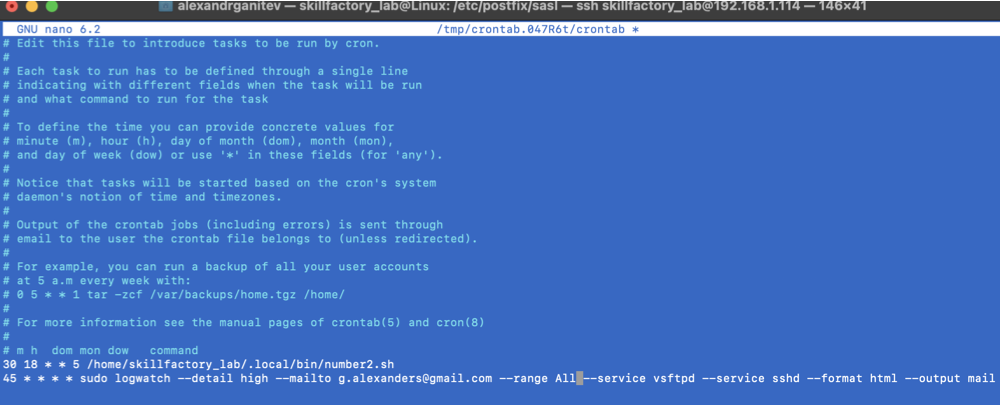 alexandrganitev — skillfactory_lab@Linux: /etc/postfix/sasl — ssh skillfactory_lab@192.168.1.114 — 146×41
GNU nano 6.2 /tmp/crontab.047R6t/crontab *
# Edit this file to introduce tasks to be run by cron.
#
# Each task to run has to be defined through a single line
# indicating with different fields when the task will be run
# and what command to run for the task
#
# To define the time you can provide concrete values for
# minute (m), hour (h), day of month (dom), month (mon),
# and day of week (dow) or use '*' in these fields (for 'any').
#
# Notice that tasks will be started based on the cron's system
# daemon's notion of time and timezones.
#
# Output of the crontab jobs (including errors) is sent through
# email to the user the crontab file belongs to (unless redirected).
#
# For example, you can run a backup of all your user accounts
# at 5 a.m every week with:
# 0 5 * * 1 tar -zcf /var/backups/home.tgz /home/
#
# For more information see the manual pages of crontab(5) and cron(8)
#
# m h  dom mon dow   command
30 18 * * 5 /home/skillfactory_lab/.local/bin/number2.sh
45 * * * * sudo logwatch --detail high --mailto g.alexanders@gmail.com --range All --service vsftpd --service sshd --format html --output mail